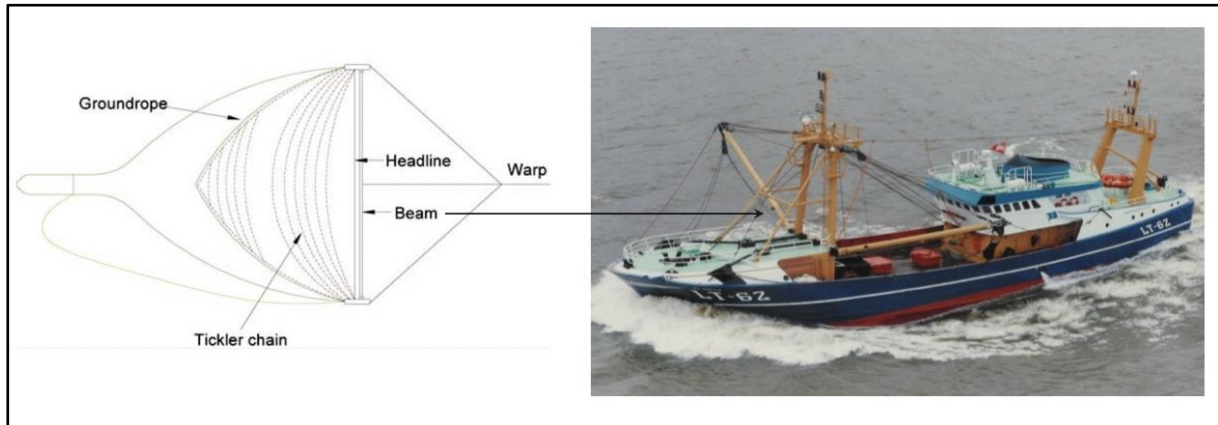 Groundrope
Headline
Warp
Beam
Tickler chain
LT-62
LT-62